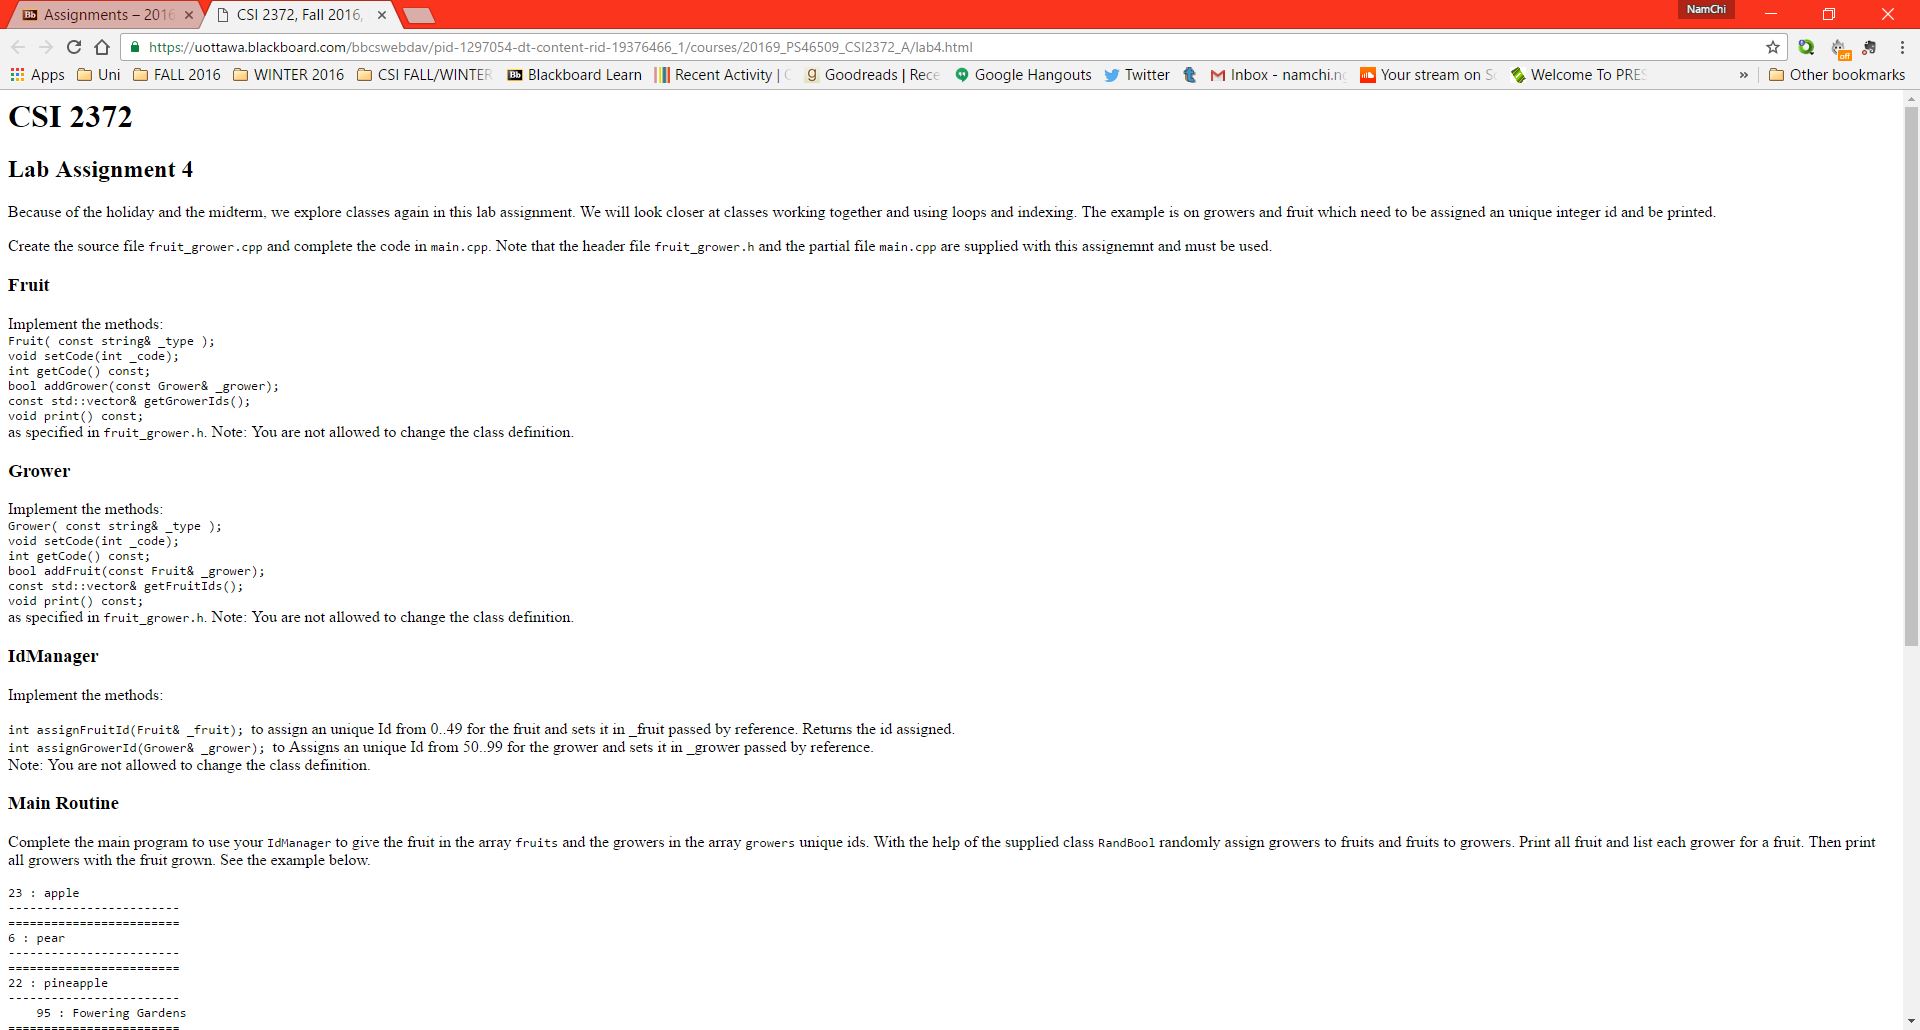 Assignments – 2016
CSI 2372, Fall 2016,
NamChi
https://uottawa.blackboard.com/bbcswebdav/pid-1297054-dt-content-rid-19376466_1/courses/20169_PS46509_CSI2372_A/lab4.html
off
Apps Uni FALL 2016 WINTER 2016 CSI FALL/WINTER Bb Blackboard Learn Recent Activity | Goodreads | Rece Google Hangouts Twitter Inbox - namchi.n Your stream on S Welcome To PRES » Other bookmarks
CSI 2372
Lab Assignment 4
Because of the holiday and the midterm, we explore classes again in this lab assignment. We will look closer at classes working together and using loops and indexing. The example is on growers and fruit which need to be assigned an unique integer id and be printed.
Create the source file fruit_grower.cpp and complete the code in main.cpp. Note that the header file fruit_grower.h and the partial file main.cpp are supplied with this assignemnt and must be used.
Fruit
Implement the methods:
Fruit( const string& _type );
void setCode(int _code);
int getCode() const;
bool addGrower(const Grower& _grower);
const std::vector& getGrowerIds();
void print() const;
as specified in fruit_grower.h. Note: You are not allowed to change the class definition.
Grower
Implement the methods:
Grower( const string& _type );
void setCode(int _code);
int getCode() const;
bool addFruit(const Fruit& _grower);
const std::vector& getFruitIds();
void print() const;
as specified in fruit_grower.h. Note: You are not allowed to change the class definition.
IdManager
Implement the methods:
int assignFruitId(Fruit& _fruit); to assign an unique Id from 0..49 for the fruit and sets it in _fruit passed by reference. Returns the id assigned.
int assignGrowerId(Grower& _grower); to Assigns an unique Id from 50..99 for the grower and sets it in _grower passed by reference.
Note: You are not allowed to change the class definition.
Main Routine
Complete the main program to use your IdManager to give the fruit in the array fruits and the growers in the array growers unique ids. With the help of the supplied class RandBool randomly assign growers to fruits and fruits to growers. Print all fruit and list each grower for a fruit. Then print
all growers with the fruit grown. See the example below.
23 : apple
------------------------
========================
6 : pear
------------------------
========================
22 : pineapple
------------------------
95 : Fowering Gardens
========================